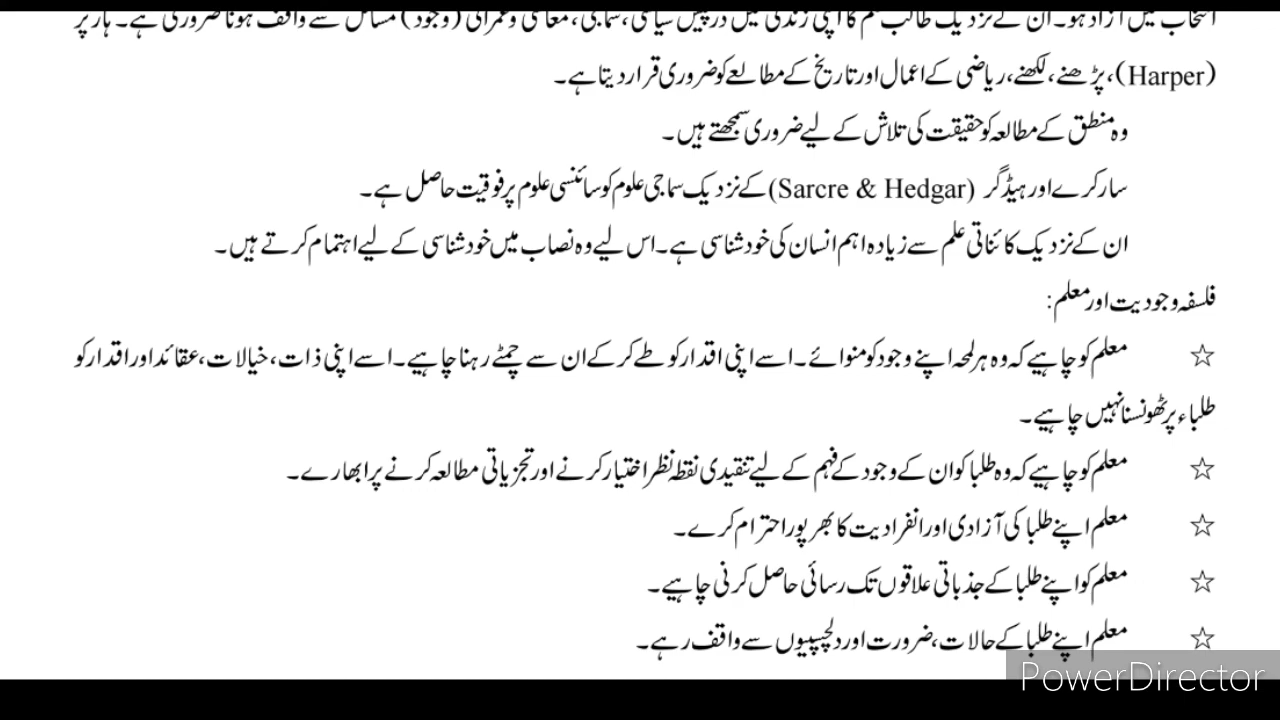 انتخاب میں آزاد ہو۔ ان کے نزدیک طالب علم کا اپنی زندگی میں درپیش سیاسی، سماجی، معاشی وعمرانی (وجود) مسائل سے واقف ہونا ضروری ہے۔ ہارپر
(Harper)، پڑھنے، لکھنے، ریاضی کے اعمال اور تاریخ کے مطالعے کو ضروری قرار دیتا ہے۔
وہ منطق کے مطالعہ کو حقیقت کی تلاش کے لیے ضروری سمجھتے ہیں۔
سارکرے اور ہیڈگر (Sarcre & Hedgar) کے نزدیک سماجی علوم کو سائنسی علوم پر فوقیت حاصل ہے۔
ان کے نزدیک کائناتی علم سے زیادہ اہم انسان کی خود شناسی ہے۔ اس لیے وہ نصاب میں خود شناسی کے لیے اہتمام کرتے ہیں۔
فلسفہ وجودیت اور معلم:
☆ معلم کو چاہیے کہ وہ ہر لمحہ اپنے وجود کو منوائے۔ اسے اپنی اقدار کو طے کر کے ان سے چمٹے رہنا چاہیے۔ اسے اپنی ذات، خیالات، عقائد اور اقدار کو
طلباء پر ٹھونسنا نہیں چاہیے۔
☆ معلم کو چاہیے کہ وہ طلبا کو ان کے وجود کے فہم کے لیے تنقیدی نقطہ نظر اختیار کرنے اور تجزیاتی مطالعہ کرنے پر ابھارے۔
☆ معلم اپنے طلبا کی آزادی اور انفرادیت کا بھرپور احترام کرے۔
☆ معلم کو اپنے طلبا کے جذباتی علاقوں تک رسائی حاصل کرنی چاہیے۔
☆ معلم اپنے طلبا کے حالات، ضرورت اور دلچسپیوں سے واقف رہے۔
PowerDirector